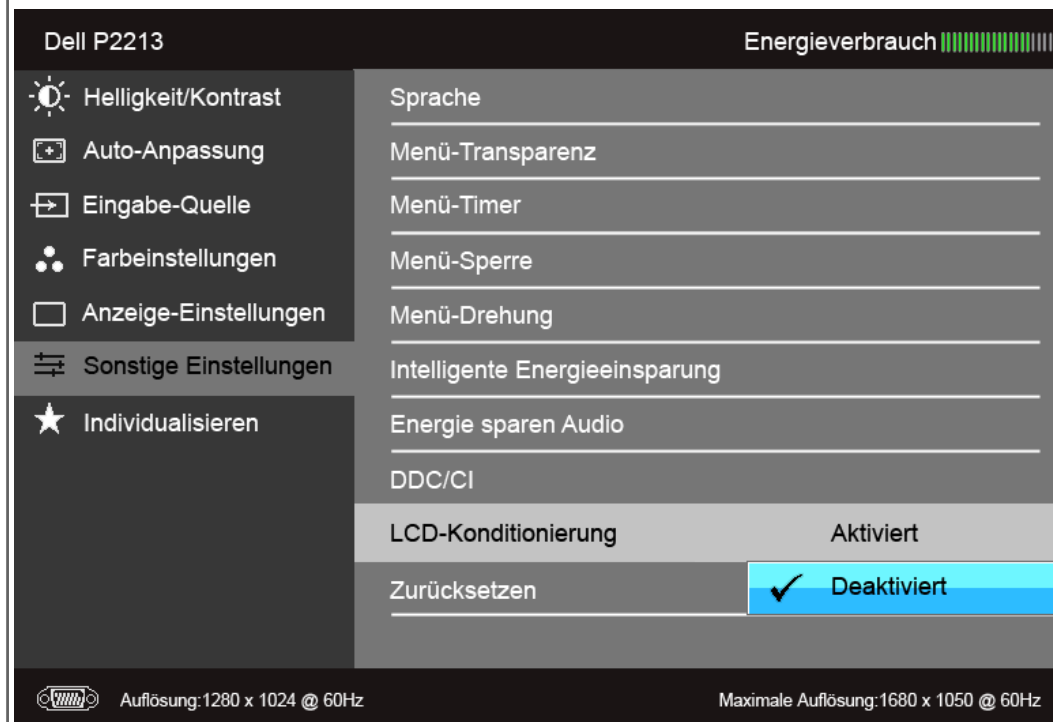 Dell P2213 Energieverbrauch
Helligkeit/Kontrast
Auto-Anpassung
Eingabe-Quelle
Farbeinstellungen
Anzeige-Einstellungen
Sonstige Einstellungen
Individualisieren
Sprache
Menü-Transparenz
Menü-Timer
Menü-Sperre
Menü-Drehung
Intelligente Energieeinsparung
Energie sparen Audio
DDC/CI
LCD-Konditionierung Aktiviert
Zurücksetzen Deaktiviert
Auflösung:1280 x 1024 @ 60Hz Maximale Auflösung:1680 x 1050 @ 60Hz